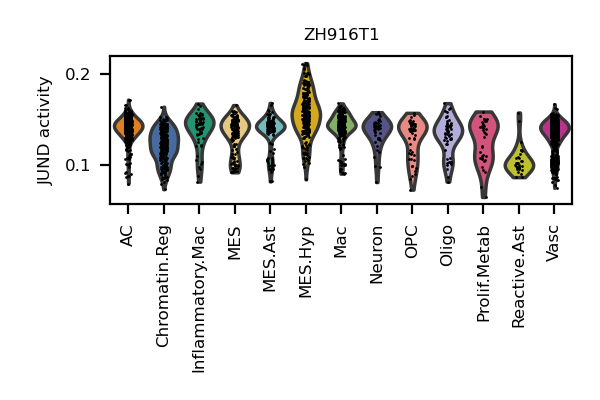 ZH916T1
JUND activity
0.2
0.1
AC
Chromatin.Reg
Inflammatory.Mac
MES
MES.Ast
MES.Hyp
Mac
Neuron
OPC
Oligo
Prolif.Metab
Reactive.Ast
Vasc